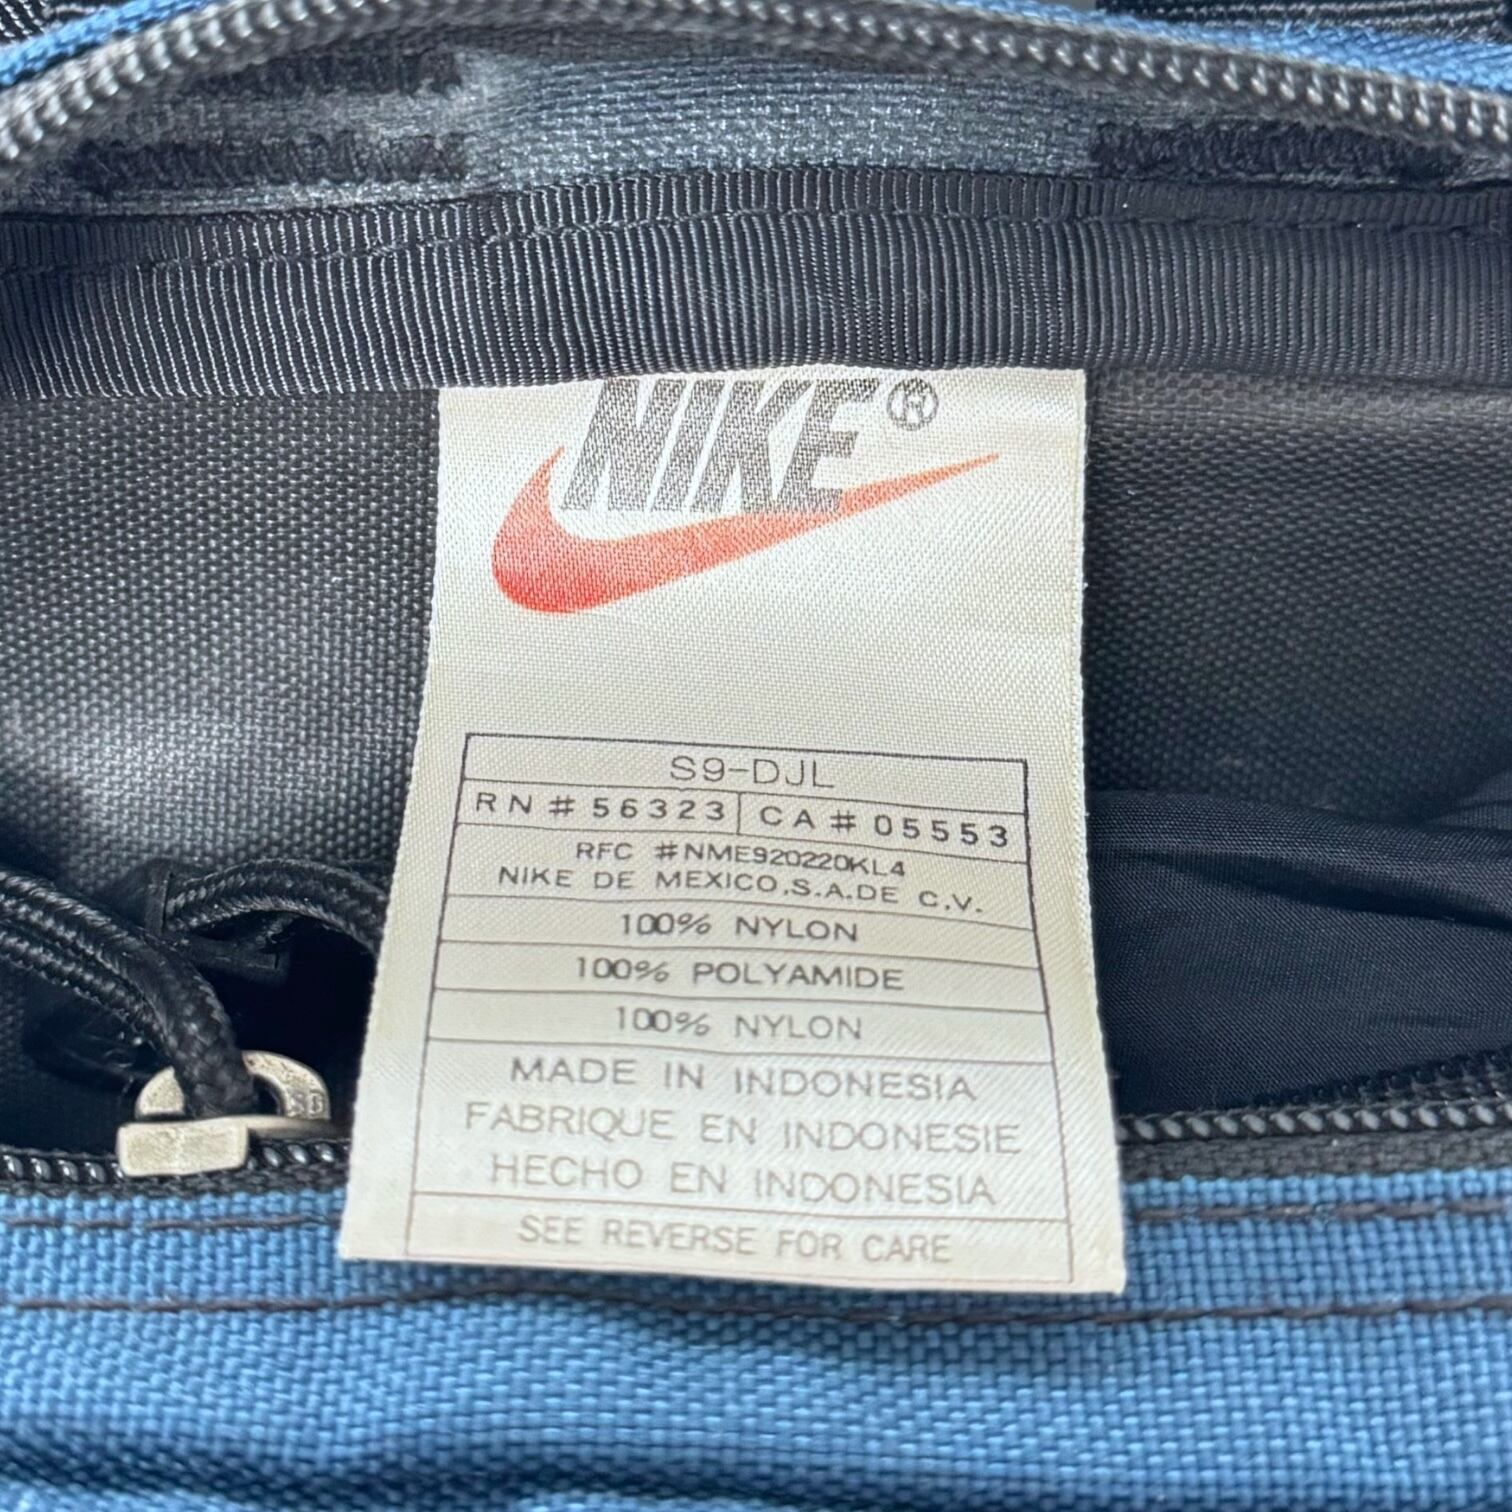 NIKE®
S9-DJL
RN # 56323 CA # 05553
RFC #NME920220KL4
NIKE DE MEXICO,S.A.DE C.V.
100% NYLON
100% POLYAMIDE
100% NYLON
MADE IN INDONESIA
FABRIQUE EN INDONESIE
HECHO EN INDONESIA
SEE REVERSE FOR CARE